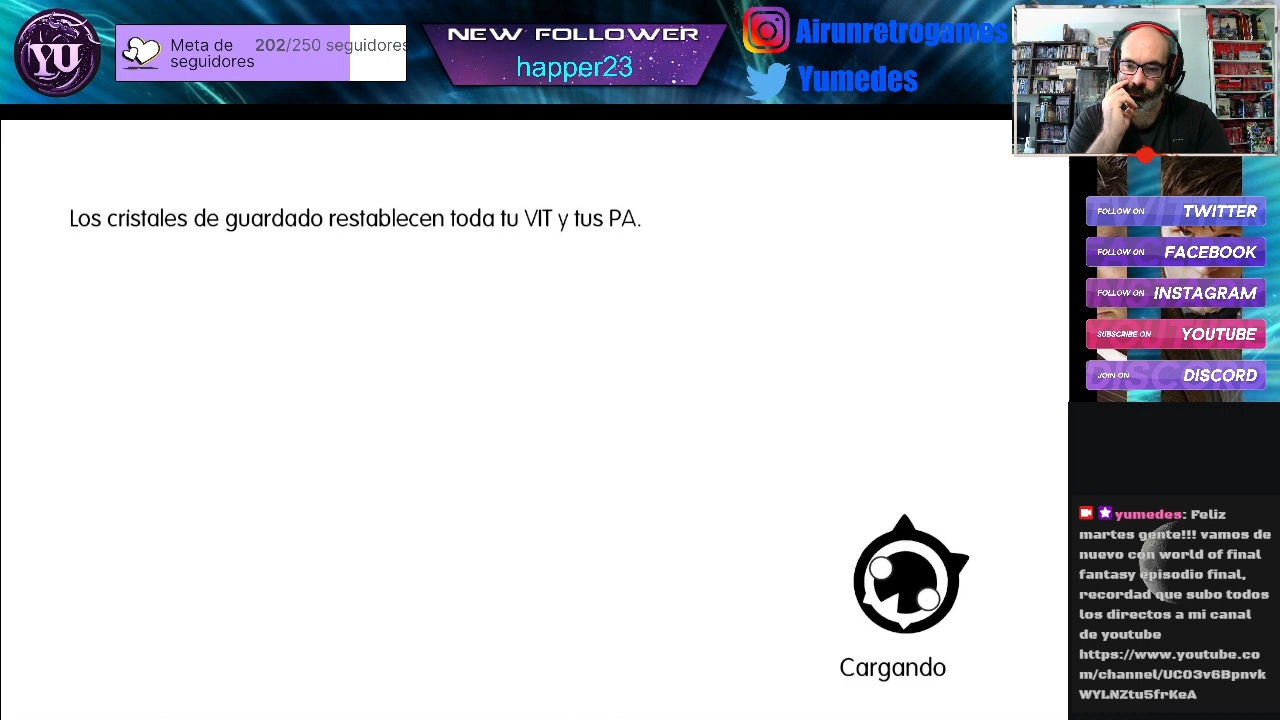 YU
Meta de
seguidores
202/250 seguidores
NEW FOLLOWER
happer23
Airunretrogames
Yumedes
Los cristales de guardado restablecen toda tu VIT y tus PA.
Cargando
FOLLOW ON TWITTER
FOLLOW ON FACEBOOK
FOLLOW ON INSTAGRAM
SUBSCRIBE ON YOUTUBE
JOIN ON DISCORD
yumedes: Feliz
martes gente!!! vamos de
nuevo con world of final
fantasy episodio final,
recordad que subo todos
los directos a mi canal
de youtube
https://www.youtube.co
m/channel/UC03v6Bpnvk
WYLNZtu5frKeA